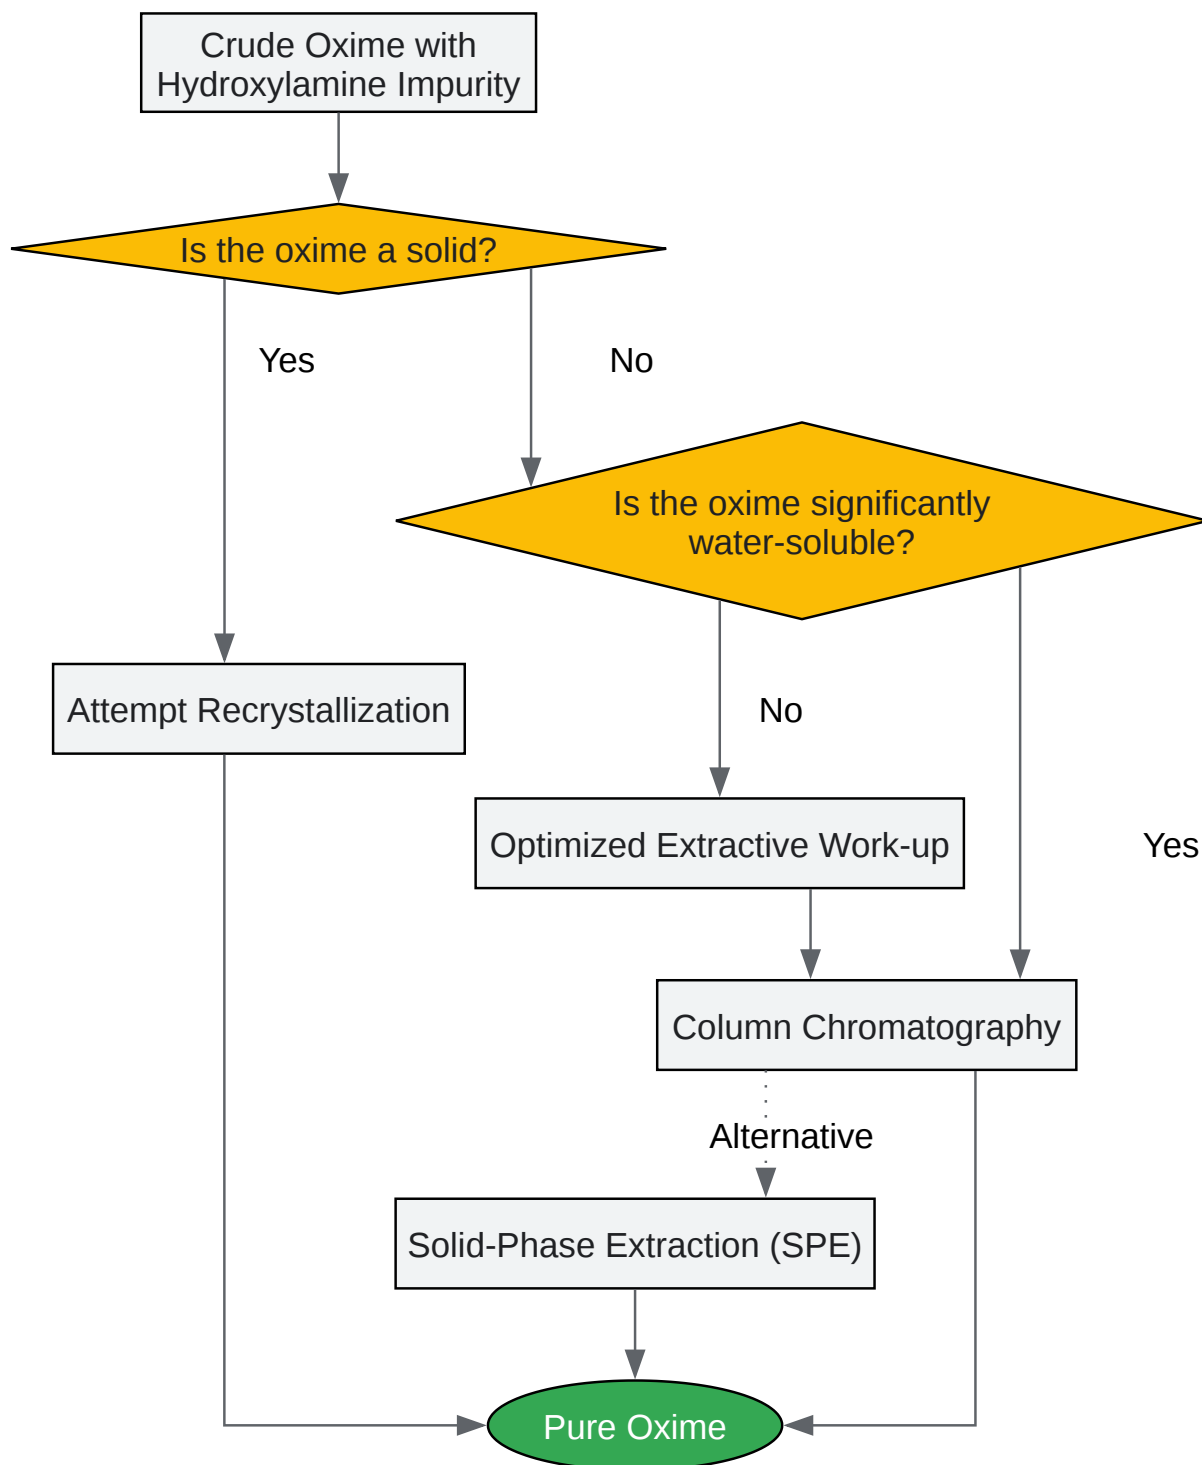 Crude Oxime with
Hydroxylamine Impurity
Is the oxime a solid?
Yes
No
Is the oxime significantly
water-soluble?
Attempt Recrystallization
No
Optimized Extractive Work-up
Yes
Column Chromatography
Alternative
Solid-Phase Extraction (SPE)
Pure Oxime